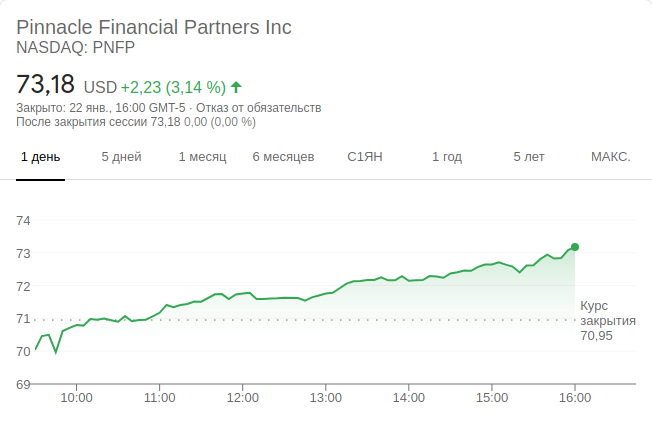 Pinnacle Financial Partners Inc
NASDAQ: PNFP
73,18 USD +2,23 (3,14 %)
Закрыто: 22 янв., 16:00 GMT-5 · Отказ от обязательств
После закрытия сессии 73,18 0,00 (0,00 %)
1 день 5 дней 1 месяц 6 месяцев С1ЯН 1 год 5 лет МАКС.
74
73
72
71
70
69
Курс
закрытия
70,95
10:00 11:00 12:00 13:00 14:00 15:00 16:00